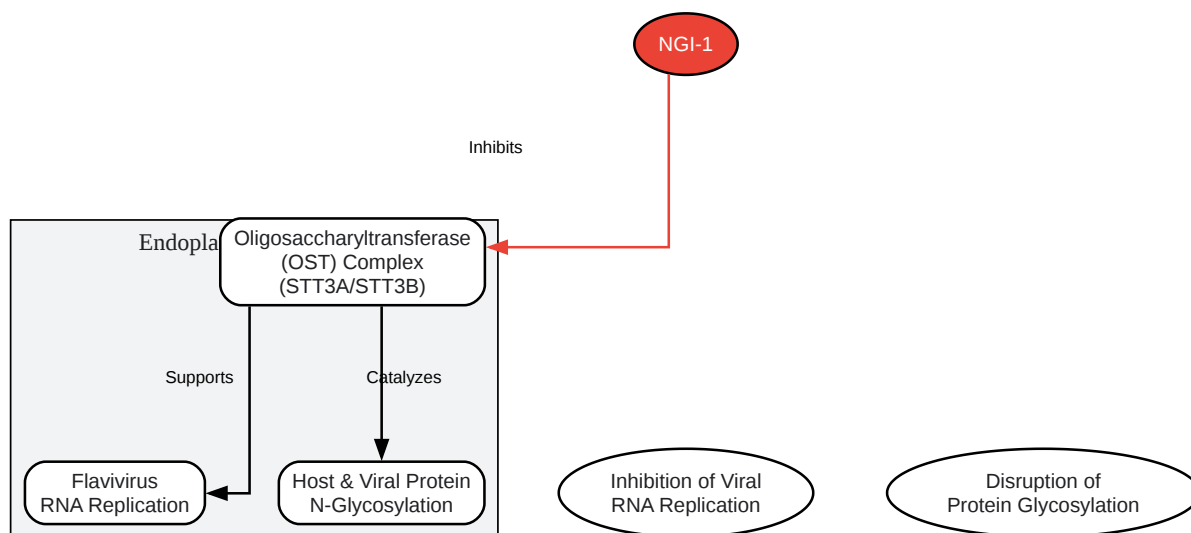 NGI-1
Inhibits
Endopla
Oligosaccharyltransferase
(OST) Complex
(STT3A/STT3B)
Supports
Catalyzes
Flavivirus
RNA Replication
Host & Viral Protein
N-Glycosylation
Inhibition of Viral
RNA Replication
Disruption of
Protein Glycosylation